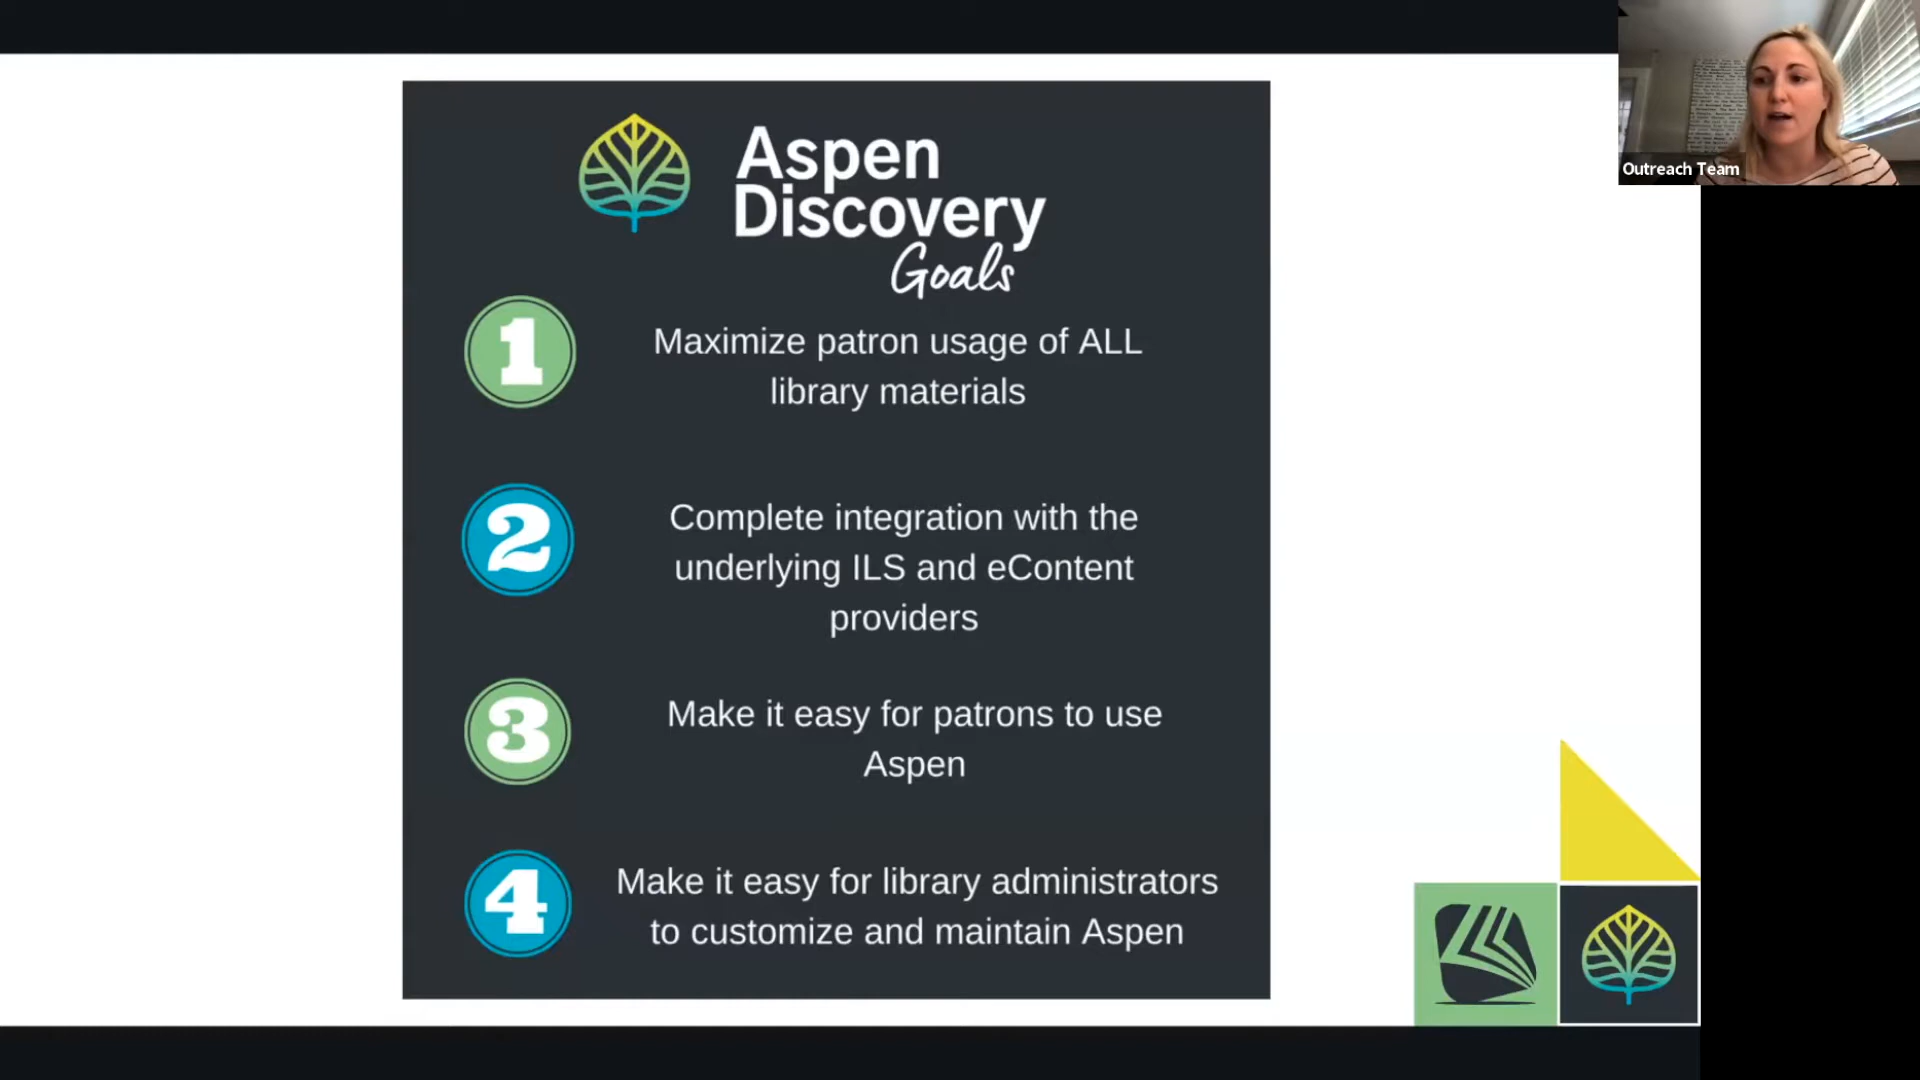 Aspen
Discovery
Goals
1
Maximize patron usage of ALL
library materials
2
Complete integration with the
underlying ILS and eContent
providers
3
Make it easy for patrons to use
Aspen
4
Make it easy for library administrators
to customize and maintain Aspen
Outreach Team